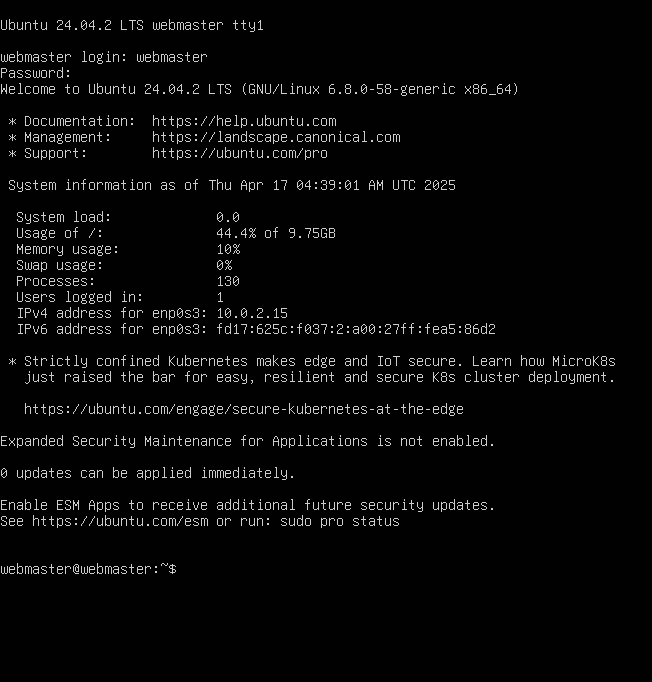 Ubuntu 24.04.2 LTS webmaster tty1
webmaster login: webmaster
Password:
Welcome to Ubuntu 24.04.2 LTS (GNU/Linux 6.8.0-58-generic x86_64)
* Documentation:  https://help.ubuntu.com
* Management:     https://landscape.canonical.com
* Support:        https://ubuntu.com/pro
System information as of Thu Apr 17 04:39:01 AM UTC 2025
System load:             0.0
Usage of /:              44.4% of 9.75GB
Memory usage:            10%
Swap usage:              0%
Processes:               130
Users logged in:         1
IPv4 address for enp0s3: 10.0.2.15
IPv6 address for enp0s3: fd17:625c:f037:2:a00:27ff:fea5:86d2
* Strictly confined Kubernetes makes edge and IoT secure. Learn how MicroK8s
just raised the bar for easy, resilient and secure K8s cluster deployment.
https://ubuntu.com/engage/secure-kubernetes-at-the-edge
Expanded Security Maintenance for Applications is not enabled.
0 updates can be applied immediately.
Enable ESM Apps to receive additional future security updates.
See https://ubuntu.com/esm or run: sudo pro status
webmaster@webmaster:~$